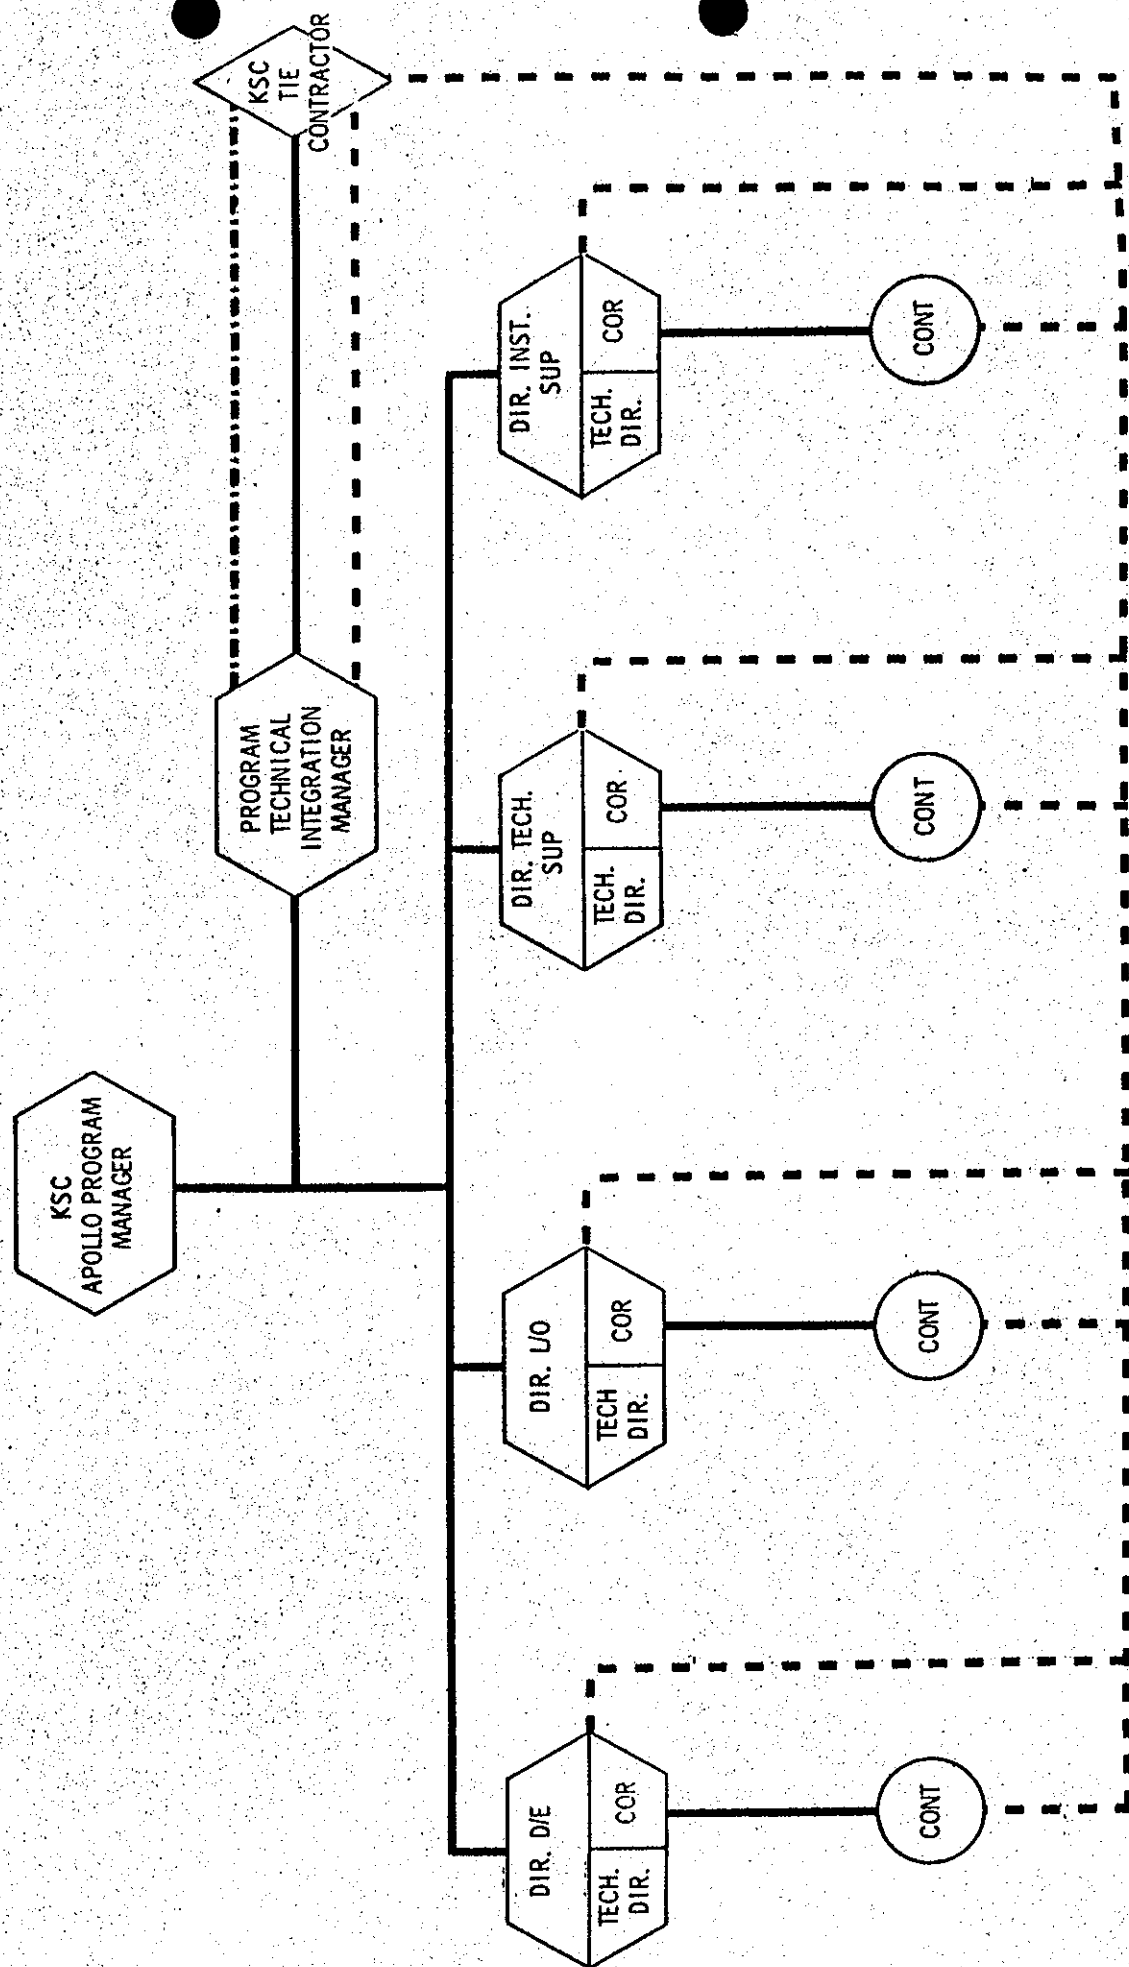 KSC
APOLLO PROGRAM
MANAGER
PROGRAM
TECHNICAL
INTEGRATION
MANAGER
KSC
TIE
CONTRACTOR
DIR. D/E
TECH.
DIR.
COR
DIR. L/O
TECH
DIR.
COR
DIR. TECH.
SUP
TECH.
DIR.
COR
DIR. INST.
SUP
TECH.
DIR.
COR
CONT
CONT
CONT
CONT